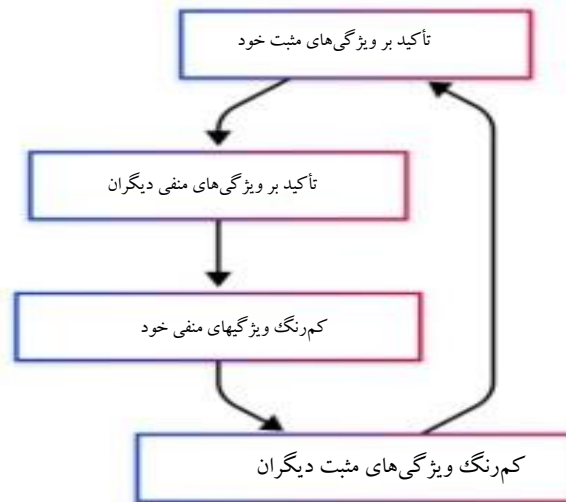 تأکید بر ویژگی‌های مثبت خود
تأکید بر ویژگی‌های منفی دیگران
کم‌رنگ ویژگیهای منفی خود
کم‌رنگ ویژگی‌های مثبت دیگران